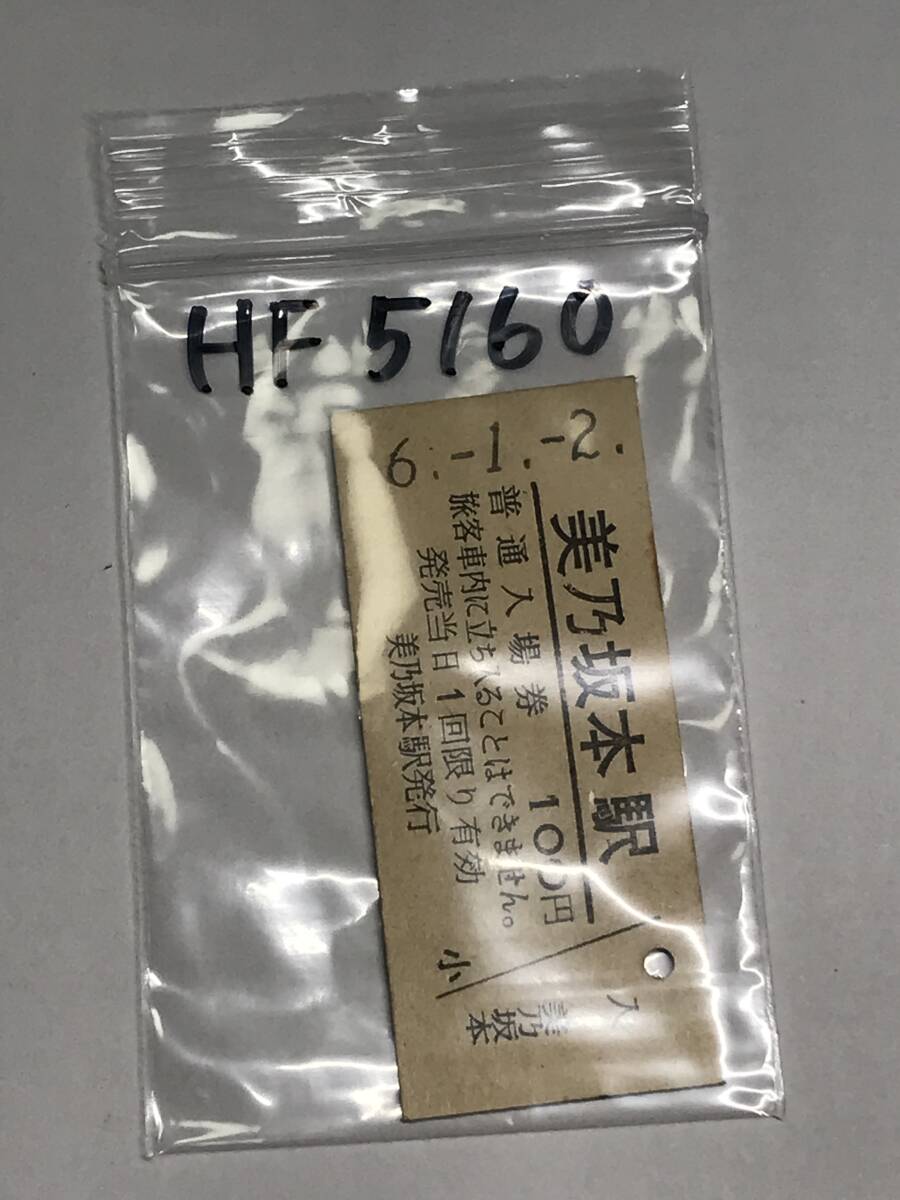 HF 5160
6.-1.-2.
美乃坂本駅
普通入場券 100円
旅客車内に立ち入ることはできません。
発売当日1回限り有効
美乃坂本駅発行
小
入
美乃
坂本